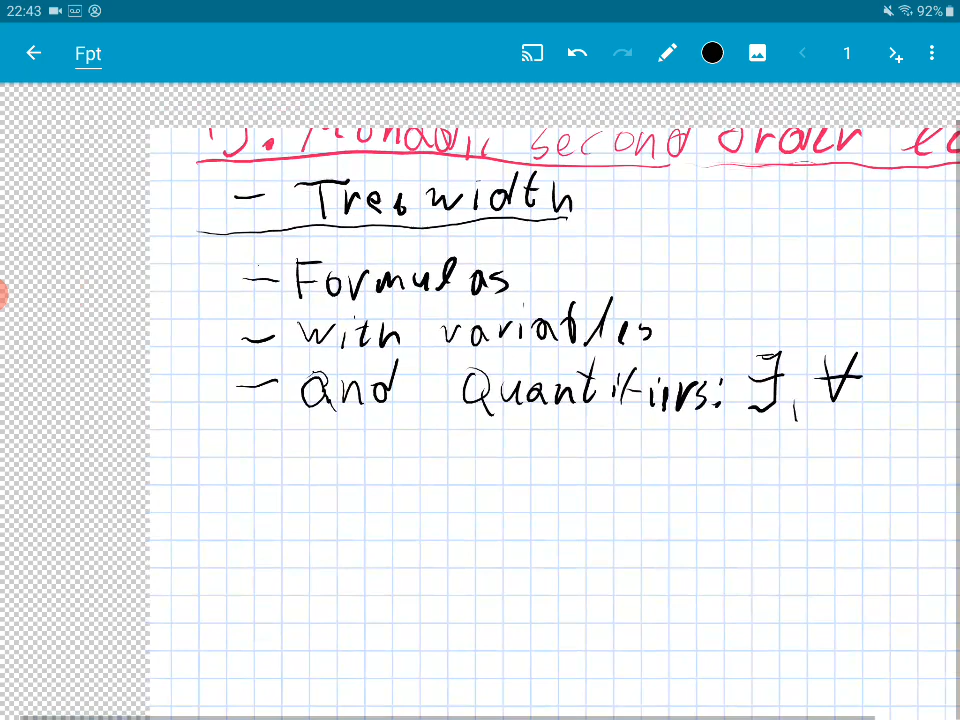 22:43 92%
Fpt 1
Monadic second order
- Treewidth
- Formulas
- with variables
- and Quantifiers: ∃, ∀